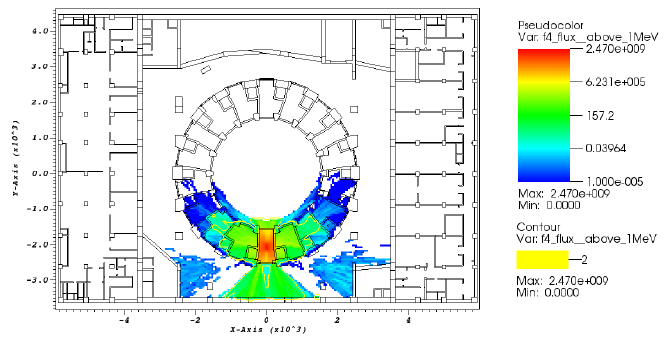 4.0
3.0
2.0
1.0
0.0
-1.0
-2.0
-3.0
Y-Axis (x10^3)
-4
-2
0
2
4
X-Axis (x10^3)
Pseudocolor
Var: f4_flux__above_1MeV
2.470e+009
6.231e+005
157.2
0.03964
1.000e-005
Max: 2.470e+009
Min: 0.0000
Contour
Var: f4_flux__above_1MeV
2
Max: 2.470e+009
Min: 0.0000